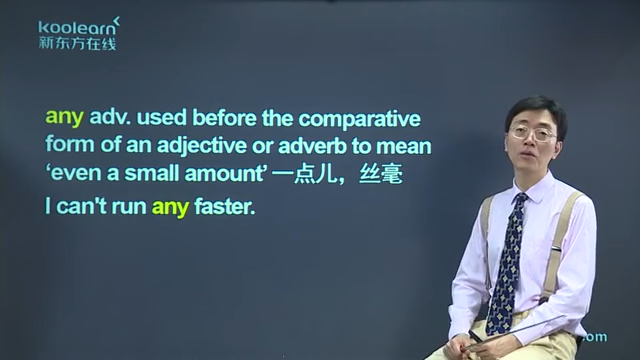 koolearn
新东方在线
any adv. used before the comparative
form of an adjective or adverb to mean
‘even a small amount’ 一点儿，丝毫
I can't run any faster.
.com